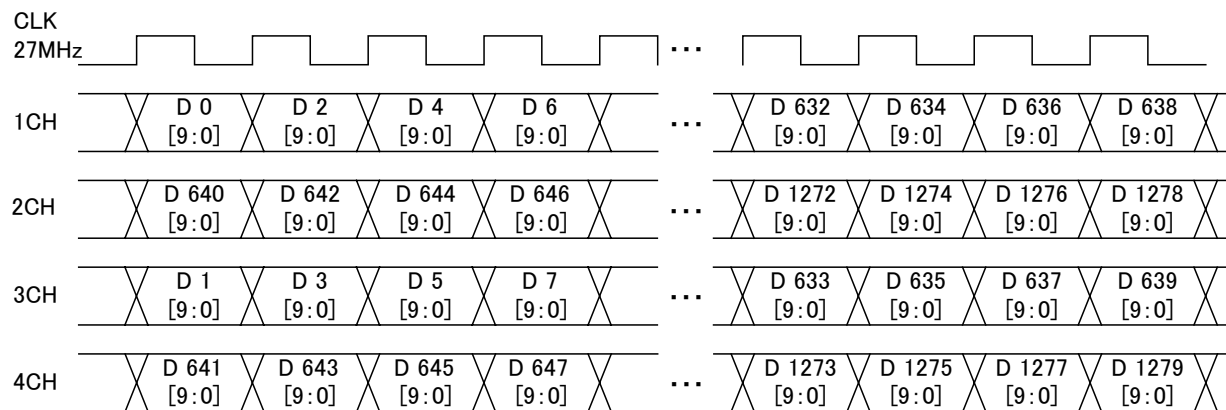 CLK
27MHz
...
1CH D 0 D 2 D 4 D 6 ... D 632 D 634 D 636 D 638
[9:0] [9:0] [9:0] [9:0] [9:0] [9:0] [9:0] [9:0]
2CH D 640 D 642 D 644 D 646 ... D 1272 D 1274 D 1276 D 1278
[9:0] [9:0] [9:0] [9:0] [9:0] [9:0] [9:0] [9:0]
3CH D 1 D 3 D 5 D 7 ... D 633 D 635 D 637 D 639
[9:0] [9:0] [9:0] [9:0] [9:0] [9:0] [9:0] [9:0]
4CH D 641 D 643 D 645 D 647 ... D 1273 D 1275 D 1277 D 1279
[9:0] [9:0] [9:0] [9:0] [9:0] [9:0] [9:0] [9:0]